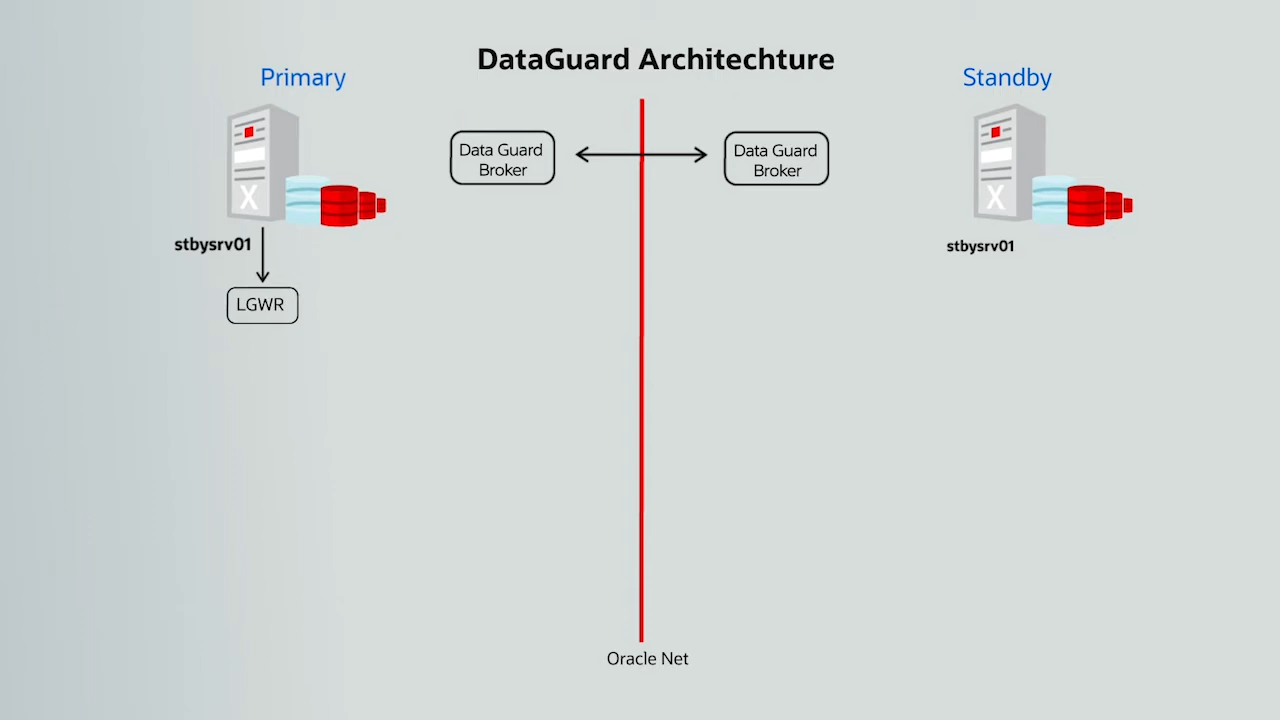 DataGuard Architechture
Primary
Standby
Data Guard
Broker
Data Guard
Broker
X
X
stbysrv01
stbysrv01
LGWR
Oracle Net